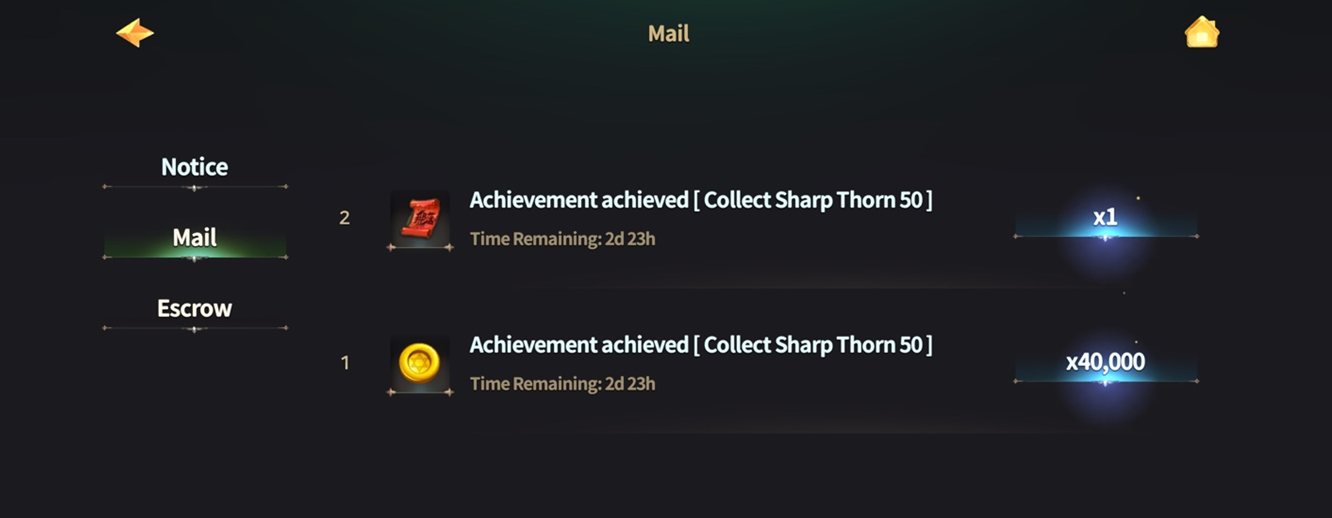 Mail
Notice
Mail
Escrow
2
Achievement achieved [ Collect Sharp Thorn 50 ]
Time Remaining: 2d 23h
x1
1
Achievement achieved [ Collect Sharp Thorn 50 ]
Time Remaining: 2d 23h
x40,000